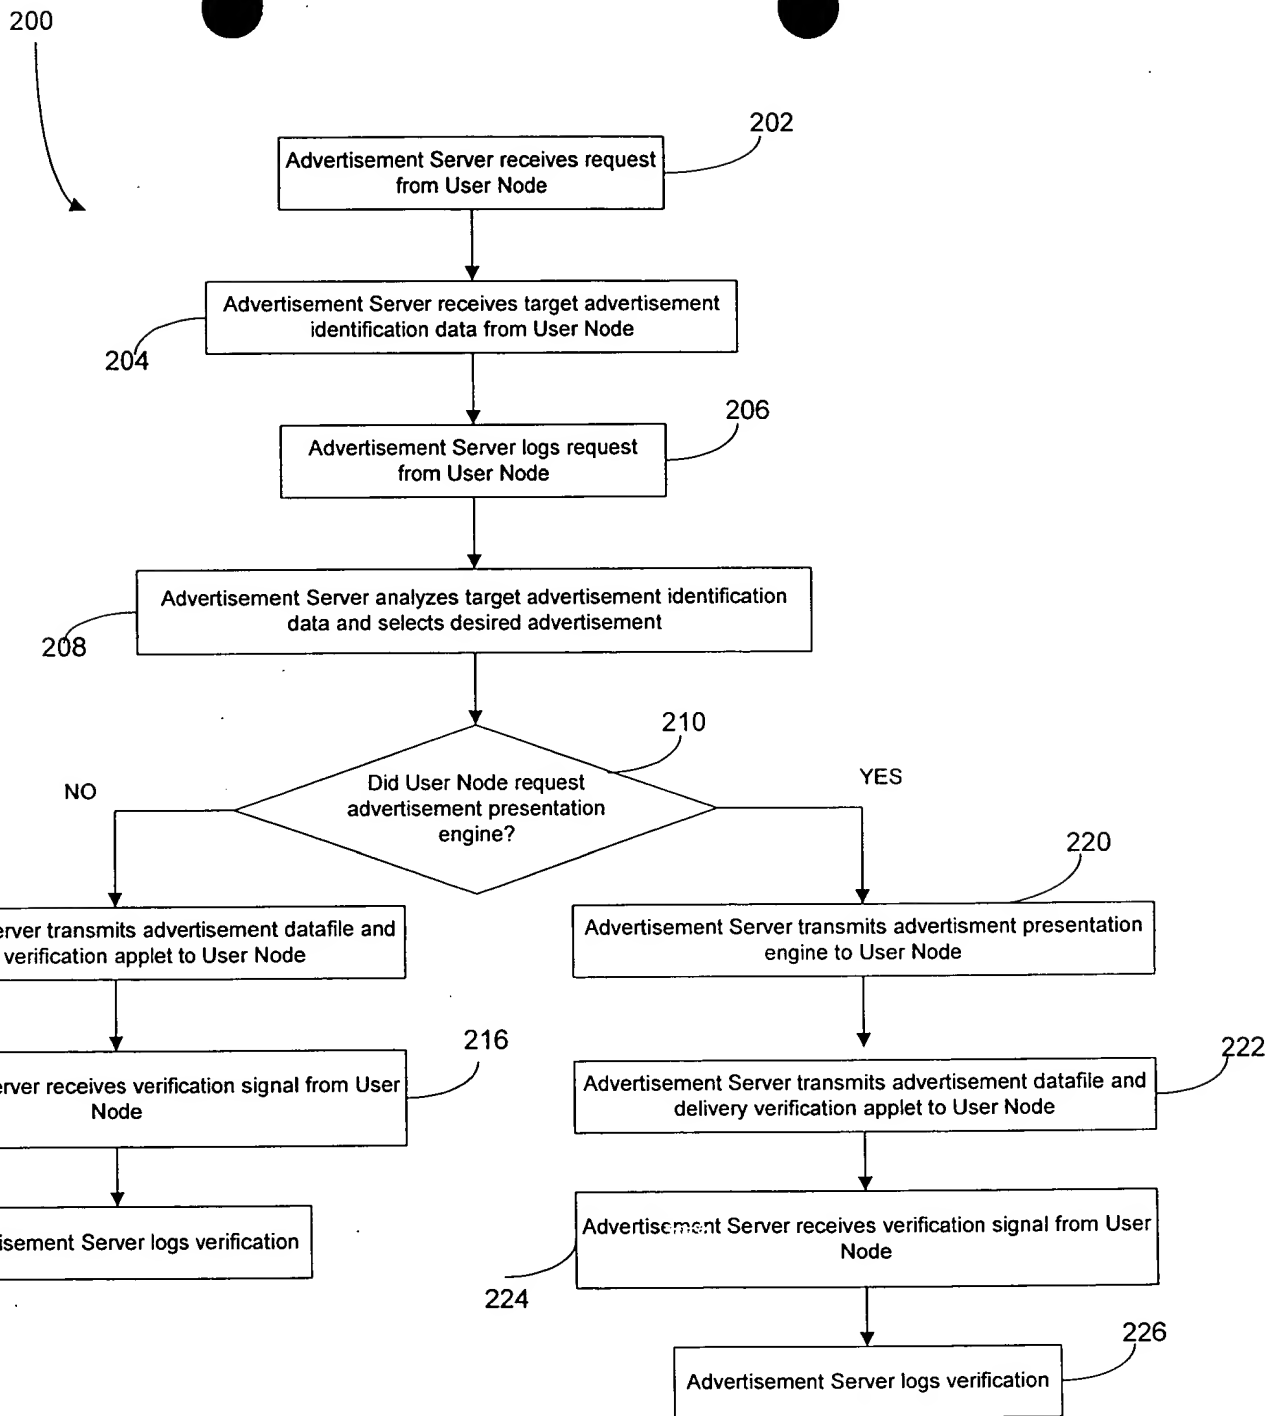 200
202
Advertisement Server receives request
from User Node
Advertisement Server receives target advertisement
identification data from User Node
204
206
Advertisement Server logs request
from User Node
Advertisement Server analyzes target advertisement identification
data and selects desired advertisement
208
210
Did User Node request
advertisement presentation
engine?
NO
YES
220
erver transmits advertisement datafile and
verification applet to User Node
Advertisement Server transmits advertisment presentation
engine to User Node
216
erver receives verification signal from User
Node
222
Advertisement Server transmits advertisement datafile and
delivery verification applet to User Node
isement Server logs verification
Advertisement Server receives verification signal from User
Node
224
226
Advertisement Server logs verification